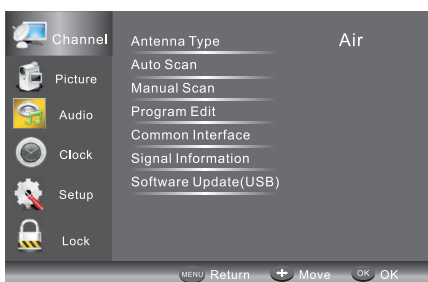 Channel
Picture
Audio
Clock
Setup
Lock
Antenna Type Air
Auto Scan
Manual Scan
Program Edit
Common Interface
Signal Information
Software Update(USB)
MENU Return Move OK OK